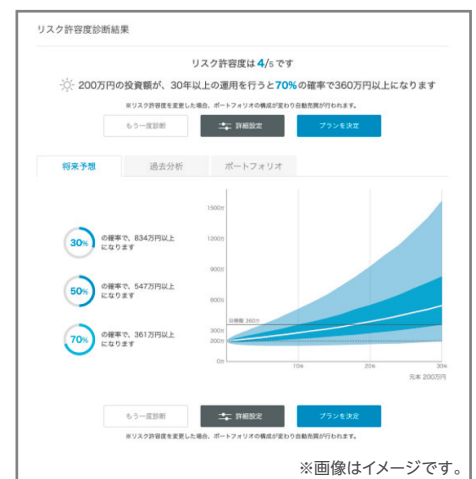 リスク許容度診断結果
リスク許容度は 4/5 です
200万円の投資額が、30年以上の運用を行うと70%の確率で360万円以上になります
※リスク許容度を変更した場合、ポートフォリオの構成が変わり自動売買が行われます。
もう一度診断
詳細設定
プランを決定
将来予想
過去分析
ポートフォリオ
30%
の確率で、834万円以上
になります
50%
の確率で、547万円以上
になります
70%
の確率で、361万円以上
になります
1500万
1200万
900万
600万
目標額 360万
300万
200万
0万
10年
20年
30年
元本 200万円
もう一度診断
詳細設定
プランを決定
※リスク許容度を変更した場合、ポートフォリオの構成が変わり自動売買が行われます。
※画像はイメージです。